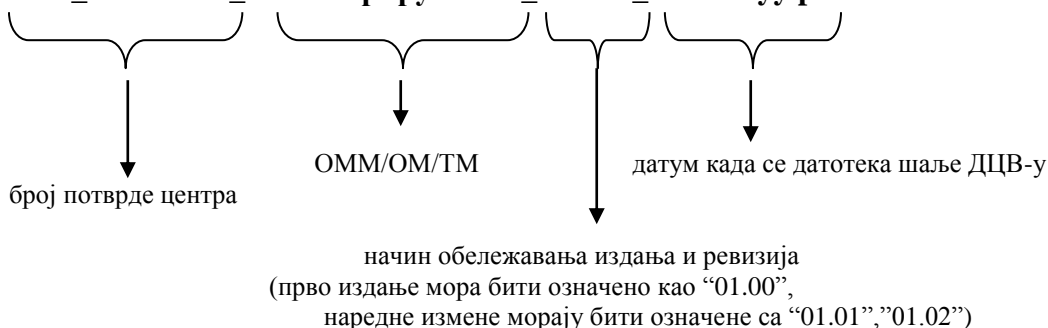 ОММ/ОМ/ТМ
датум када се датотека шаље ДЦВ-у
број потврде центра
начин обележавања издања и ревизија
(прво издање мора бити означено као “01.00”,
наредне измене морају бити означене са “01.01”,”01.02”)